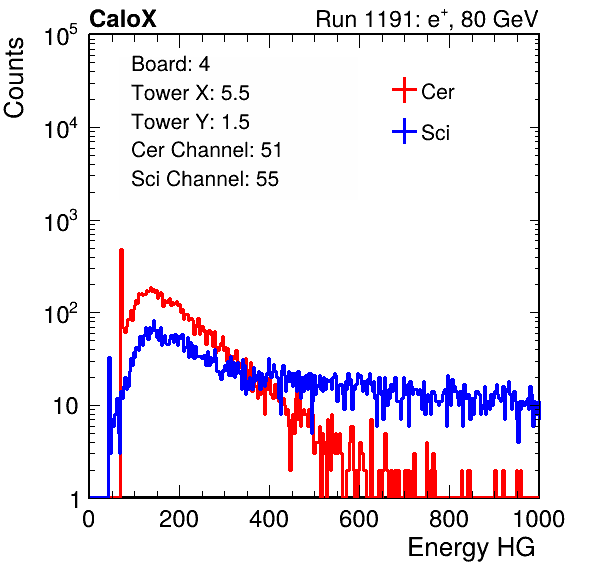 CaloX Run 1191: e⁺, 80 GeV
Counts
10⁵
10⁴
10³
10²
10
1
Board: 4
Tower X: 5.5
Tower Y: 1.5
Cer Channel: 51
Sci Channel: 55
Cer
Sci
0 200 400 600 800 1000
Energy HG